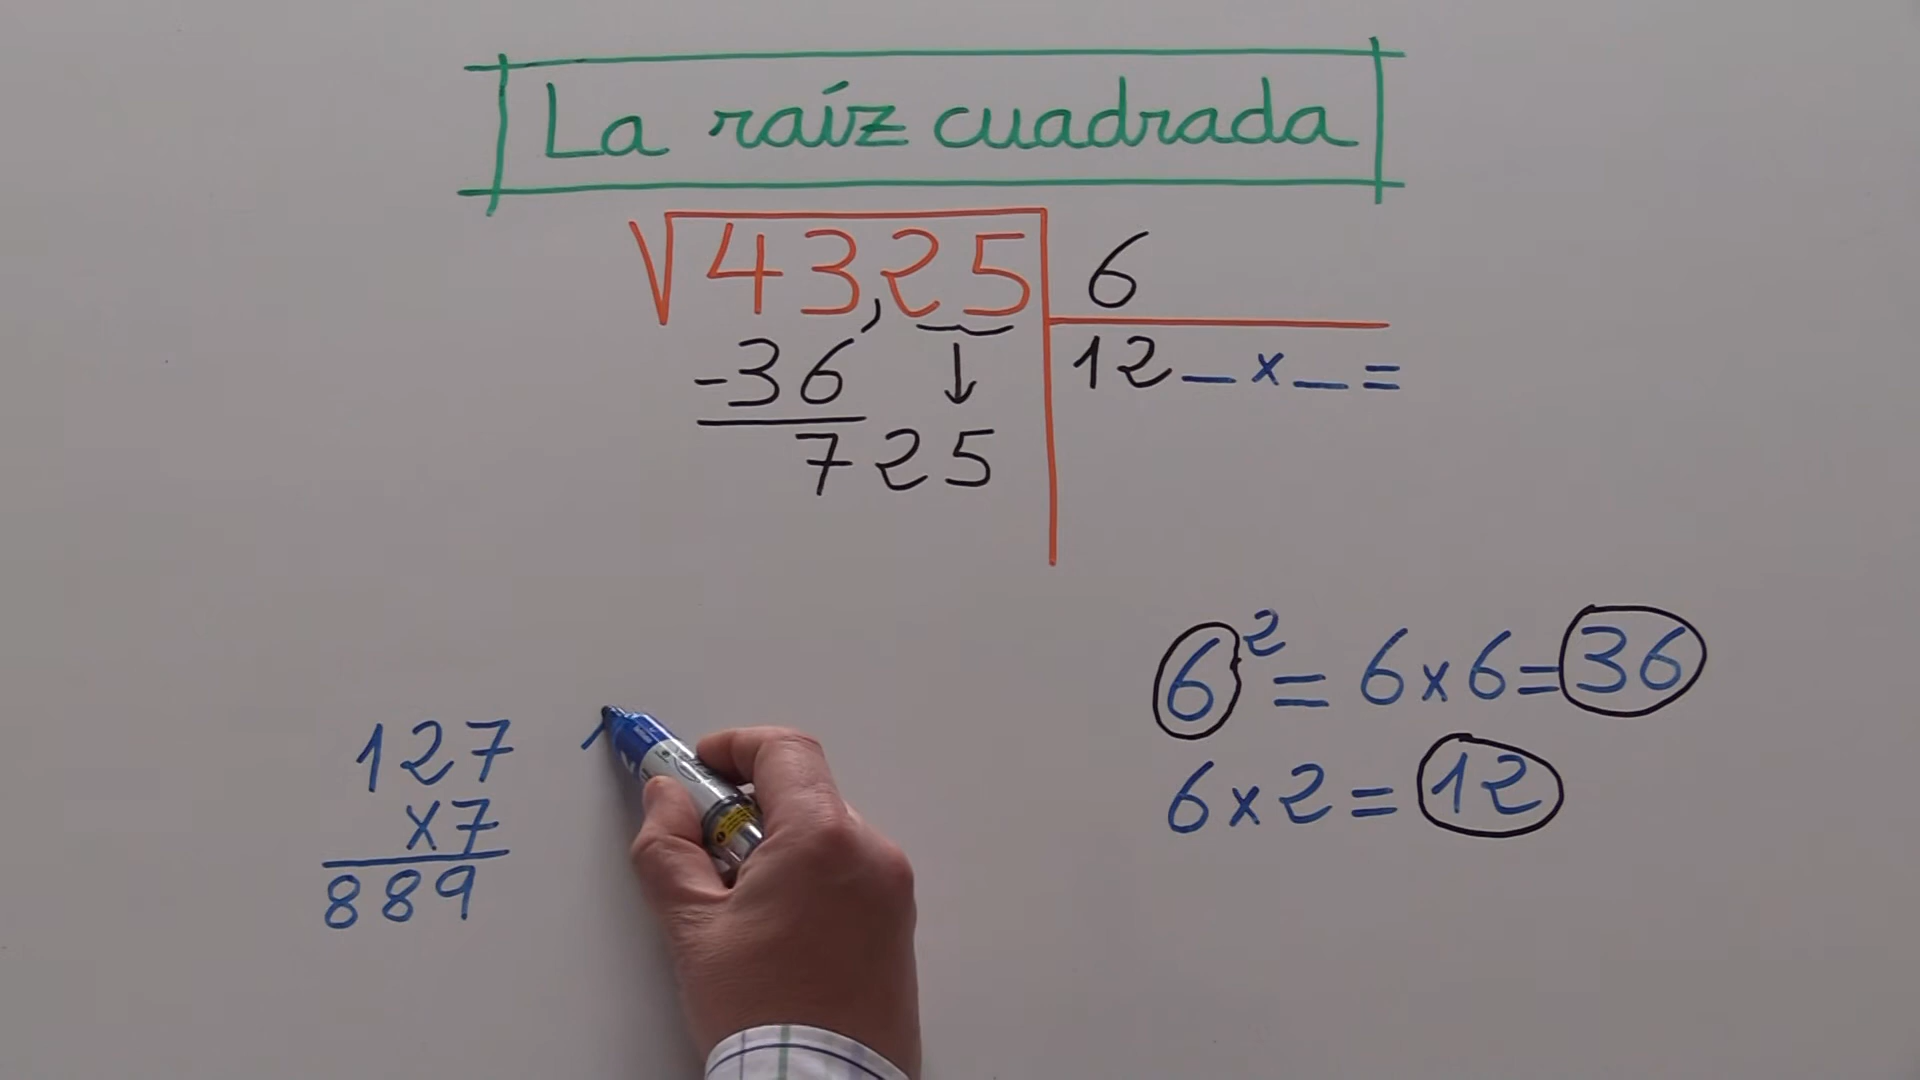 La raíz cuadrada
√43,25 6
-36 12_x_=
725
127
x7
889
6² = 6x6=36
6x2=12